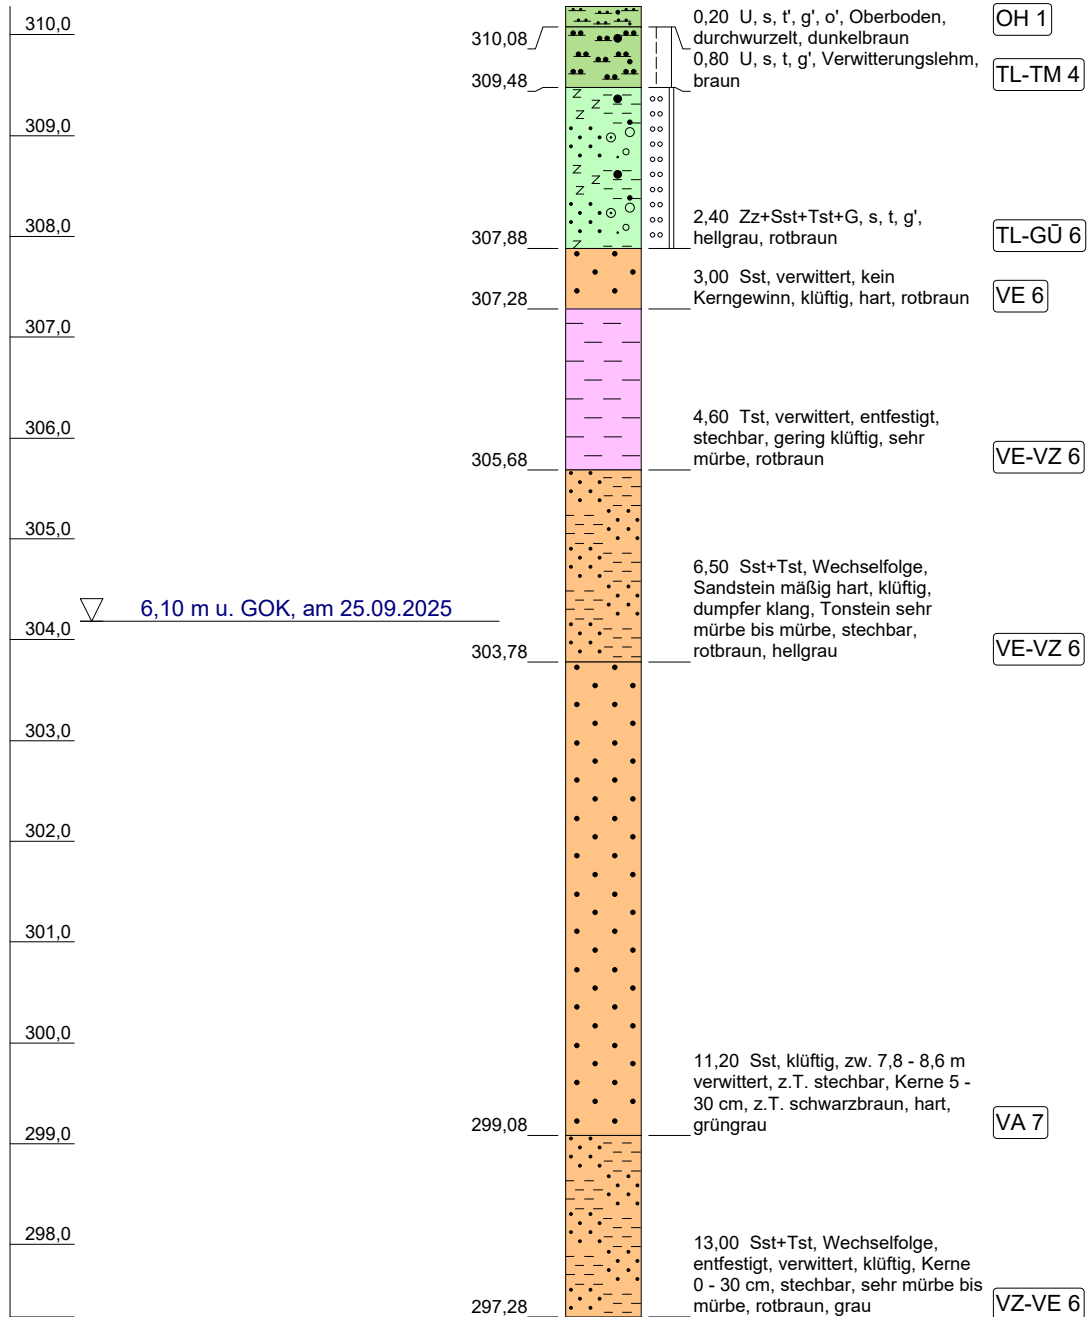 310,0
310,08
0,20 U, s, t', g', o', Oberboden,
durchwurzelt, dunkelbraun
OH 1
309,48
0,80 U, s, t, g', Verwitterungslehm,
braun
TL-TM 4
309,0
308,0
307,88
2,40 Zz+Sst+Tst+G, s, t, g',
hellgrau, rotbraun
TL-GŪ 6
307,28
3,00 Sst, verwittert, kein
Kerngewinn, klüftig, hart, rotbraun
VE 6
307,0
306,0
305,68
4,60 Tst, verwittert, entfestigt,
stechbar, gering klüftig, sehr
mürbe, rotbraun
VE-VZ 6
305,0
6,10 m u. GOK, am 25.09.2025
304,0
303,78
6,50 Sst+Tst, Wechselfolge,
Sandstein mäßig hart, klüftig,
dumpfer klang, Tonstein sehr
mürbe bis mürbe, stechbar,
rotbraun, hellgrau
VE-VZ 6
303,0
302,0
301,0
300,0
299,08
11,20 Sst, klüftig, zw. 7,8 - 8,6 m
verwittert, z.T. stechbar, Kerne 5 -
30 cm, z.T. schwarzbraun, hart,
grüngrau
VA 7
299,0
298,0
297,28
13,00 Sst+Tst, Wechselfolge,
entfestigt, verwittert, klüftig, Kerne
0 - 30 cm, stechbar, sehr mürbe bis
mürbe, rotbraun, grau
VZ-VE 6